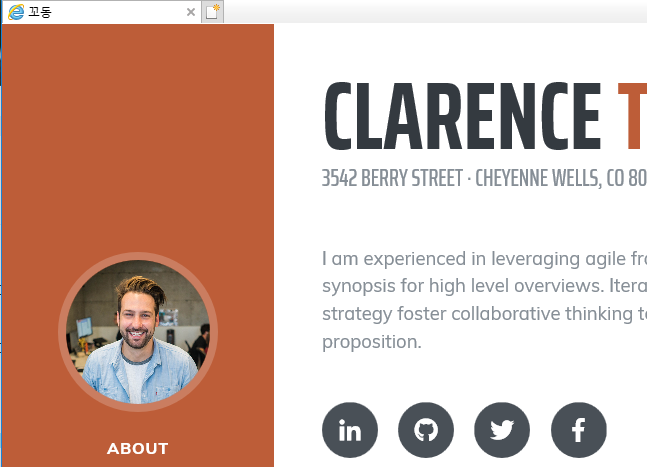 꼬동
CLARENCE T
3542 BERRY STREET · CHEYENNE WELLS, CO 80
I am experienced in leveraging agile fra
synopsis for high level overviews. Itera
strategy foster collaborative thinking to
proposition.
ABOUT